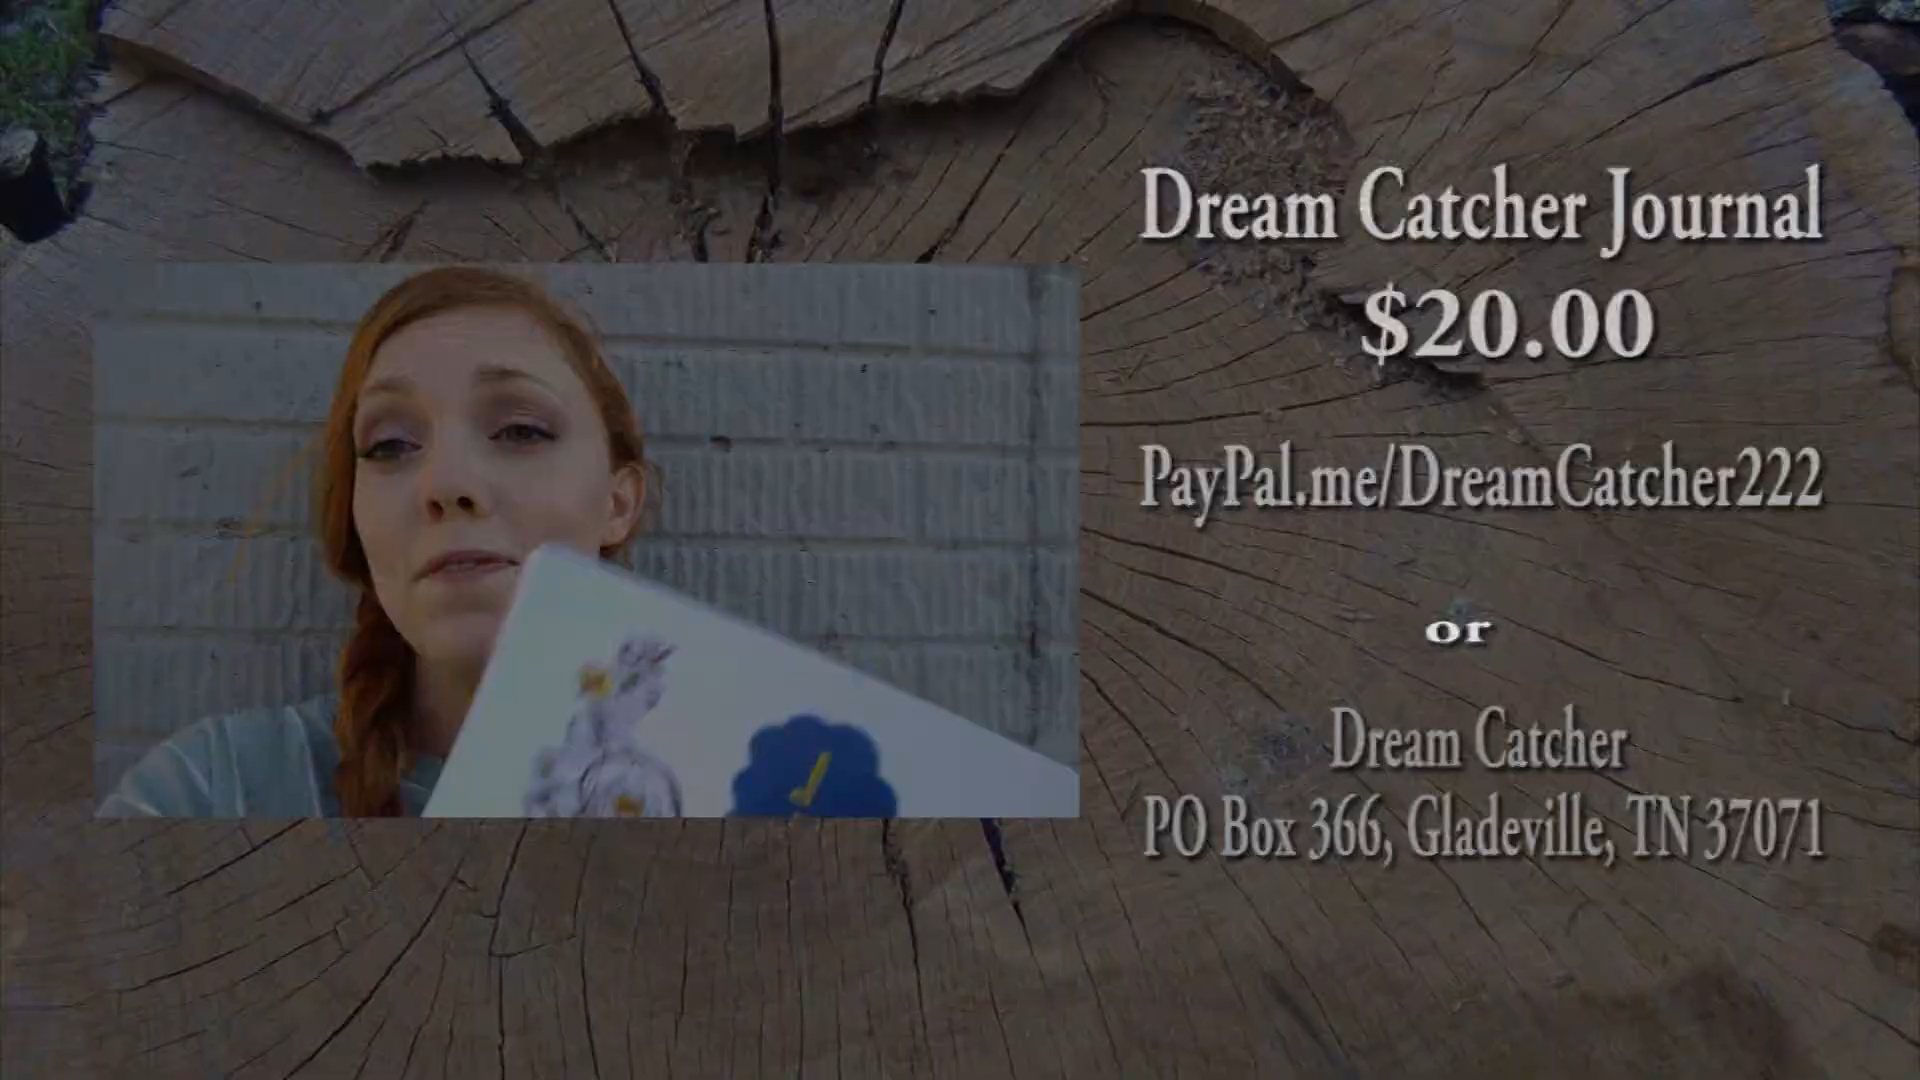 Dream Catcher Journal
$20.00
PayPal.me/DreamCatcher222
or
Dream Catcher
PO Box 366, Gladeville, TN 37071